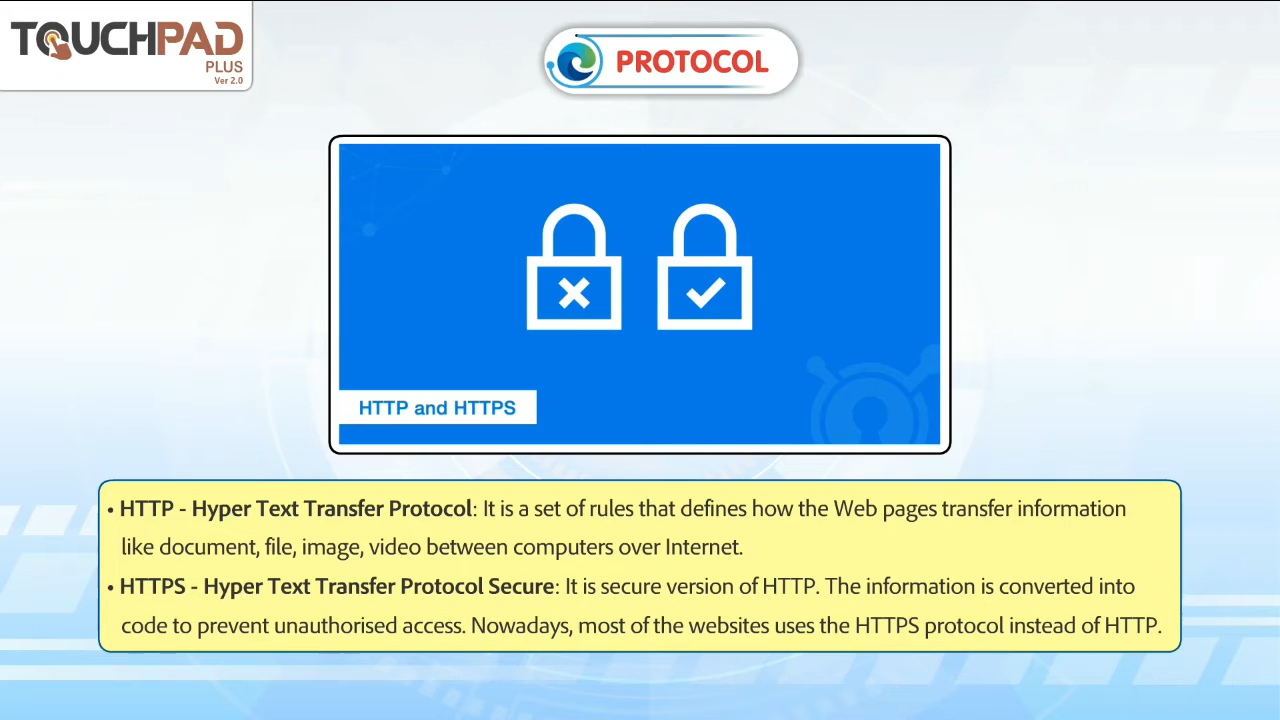 TOUCHPAD
PLUS
Ver 2.0
PROTOCOL
HTTP and HTTPS
• HTTP - Hyper Text Transfer Protocol: It is a set of rules that defines how the Web pages transfer information
like document, file, image, video between computers over Internet.
• HTTPS - Hyper Text Transfer Protocol Secure: It is secure version of HTTP. The information is converted into
code to prevent unauthorised access. Nowadays, most of the websites uses the HTTPS protocol instead of HTTP.